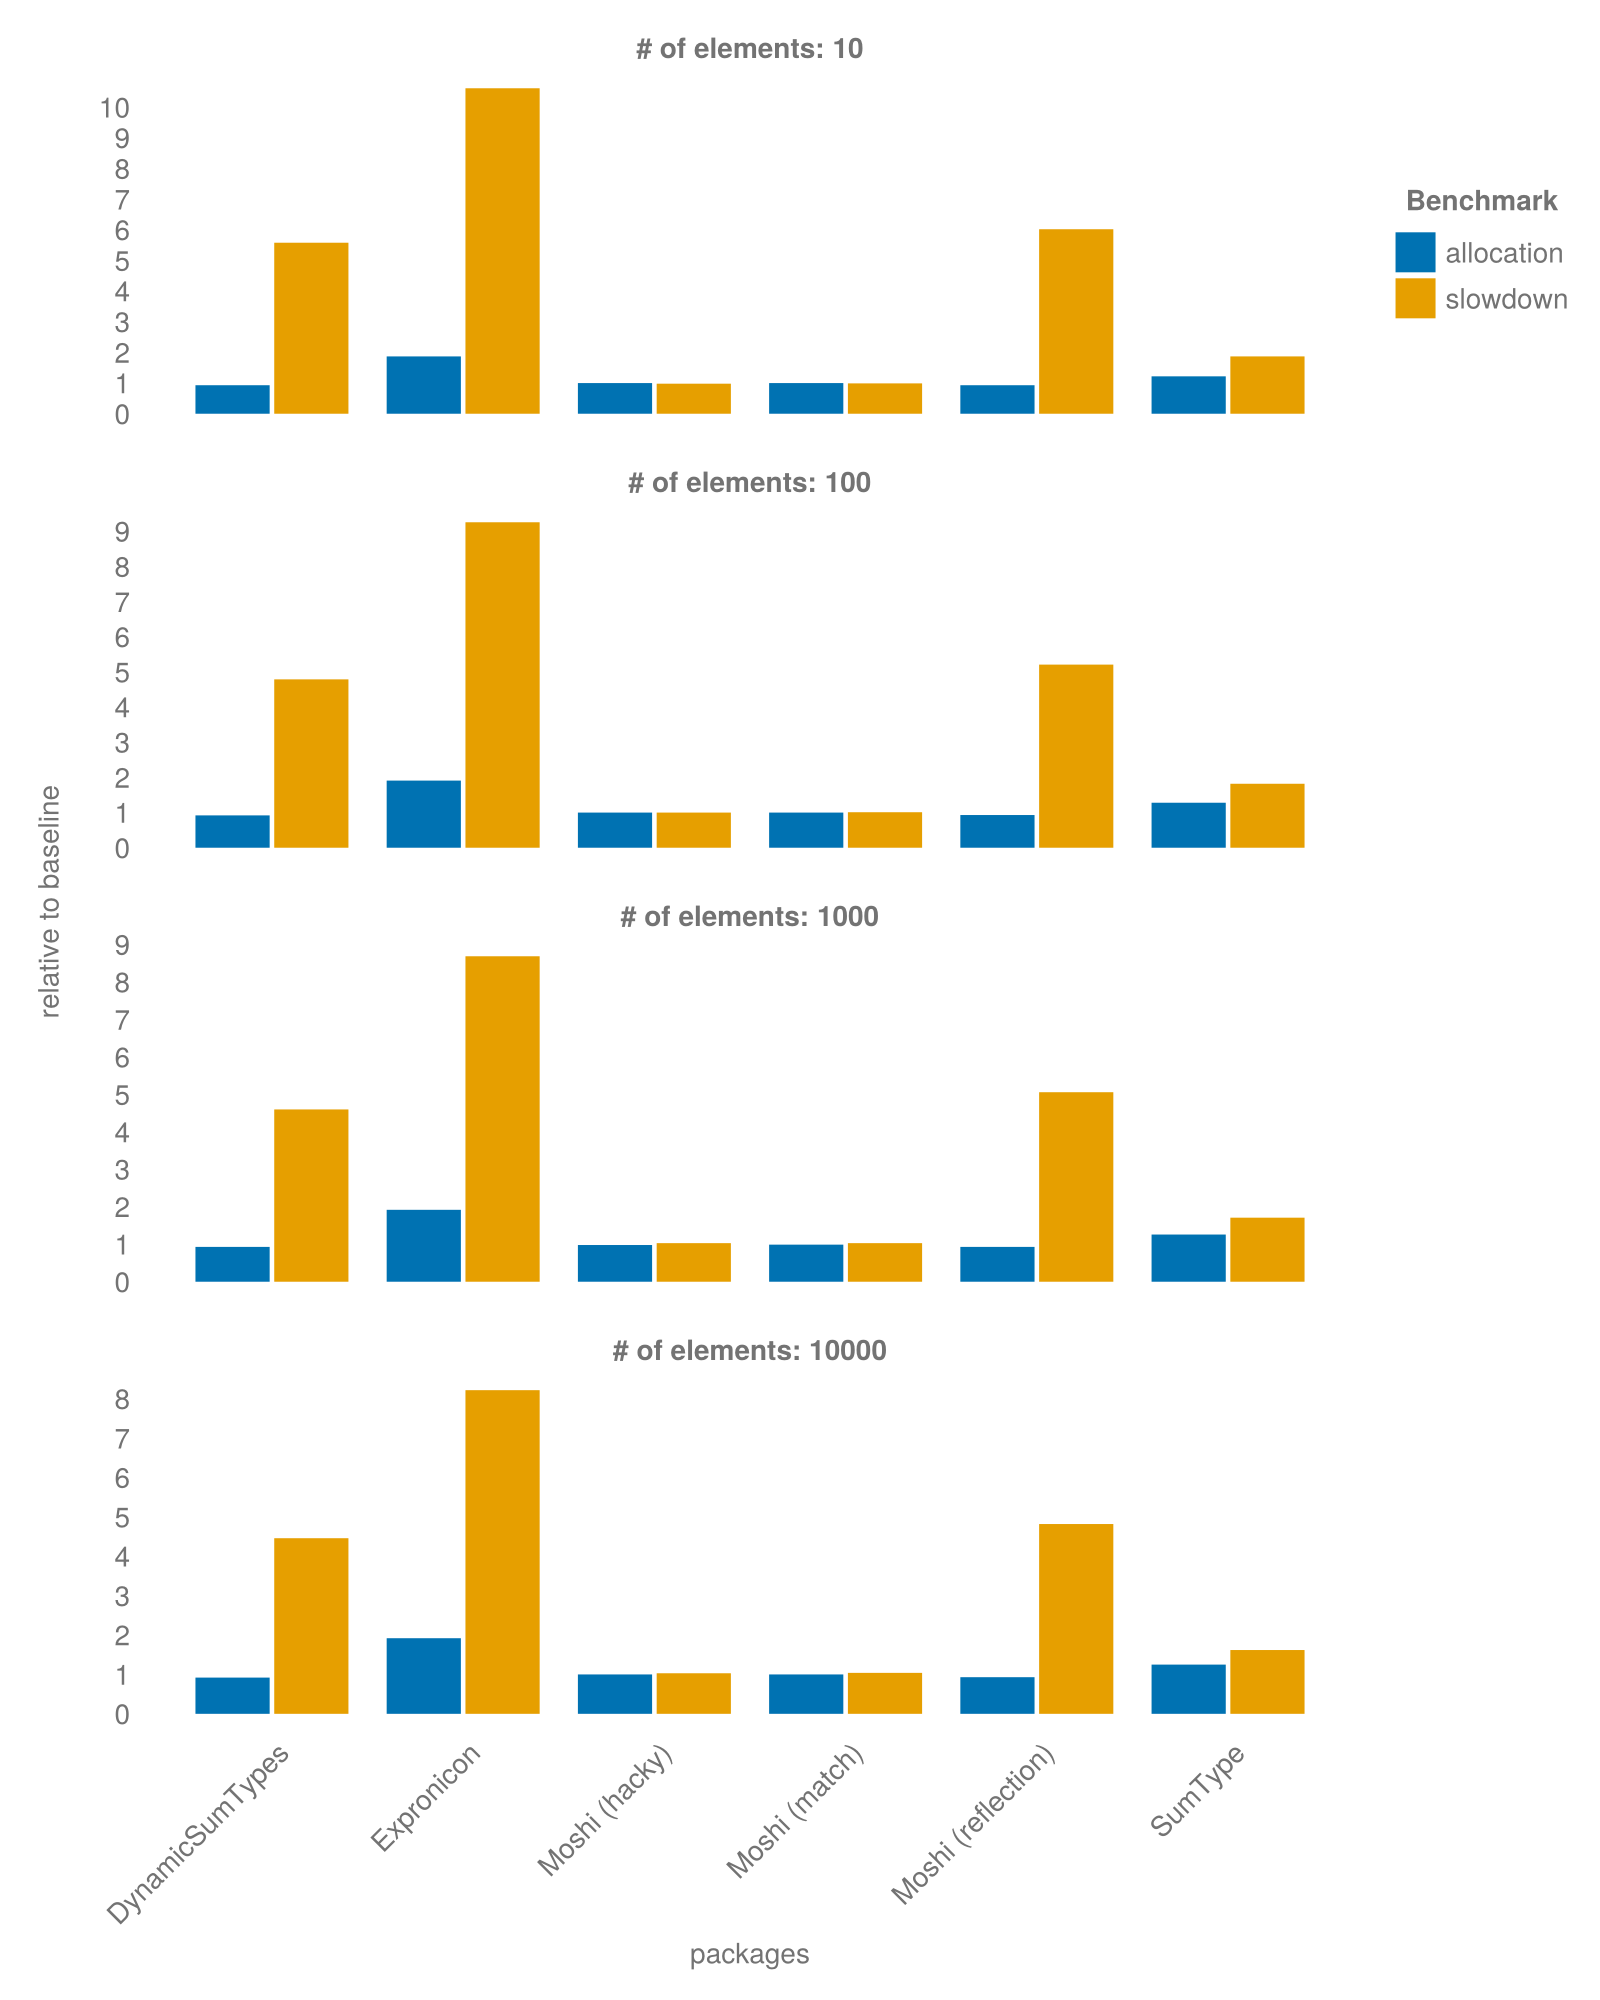 # of elements: 10
10
9
8
7
6
5
4
3
2
1
0
Benchmark
allocation
slowdown
# of elements: 100
9
8
7
6
5
4
3
2
1
0
relative to baseline
# of elements: 1000
9
8
7
6
5
4
3
2
1
0
# of elements: 10000
8
7
6
5
4
3
2
1
0
DynamicSumTypes
Expronicon
Moshi (hacky)
Moshi (match)
Moshi (reflection)
SumType
packages